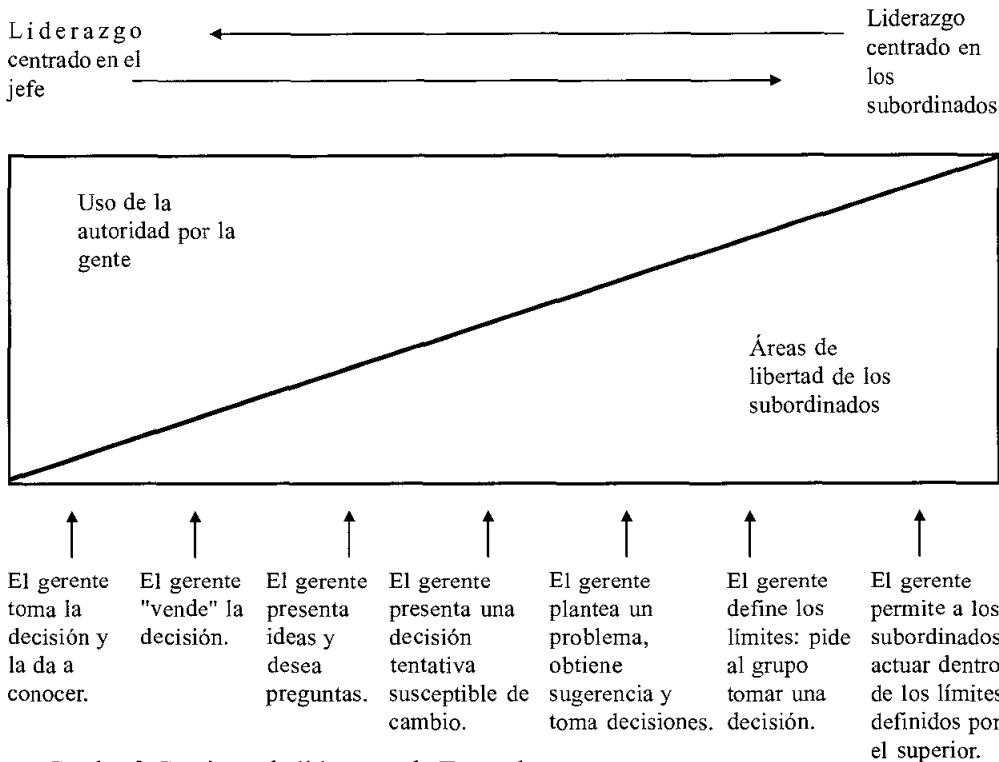 Liderazgo
centrado en el
jefe
Liderazgo
centrado en
los
subordinados
Uso de la
autoridad por la
gente
Áreas de
libertad de los
subordinados
El gerente
toma la
decisión y
la da a
conocer.
El gerente
"vende" la
decisión.
El gerente
presenta
ideas y
desea
preguntas.
El gerente
presenta una
decisión
tentativa
susceptible de
cambio.
El gerente
plantea un
problema,
obtiene
sugerencia y
toma decisiones.
El gerente
define los
límites: pide
al grupo
tomar una
decisión.
El gerente
permite a los
subordinados
actuar dentro
de los límites
definidos por
el superior.